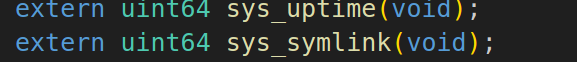 extern uint64 sys_uptime(void);
extern uint64 sys_symlink(void);